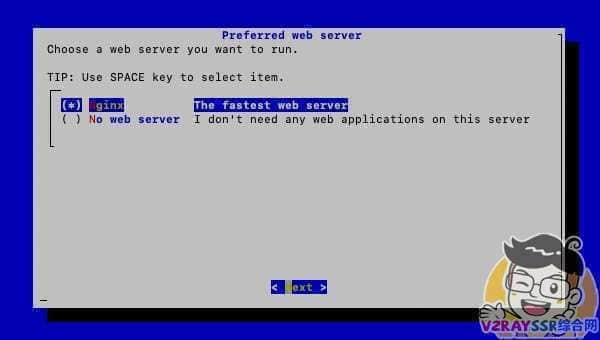 Preferred web server
Choose a web server you want to run.
TIP: Use SPACE key to select item.
(*) Nginx The fastest web server
( ) No web server I don't need any web applications on this server
< Next >
V2RAYSSR综合网